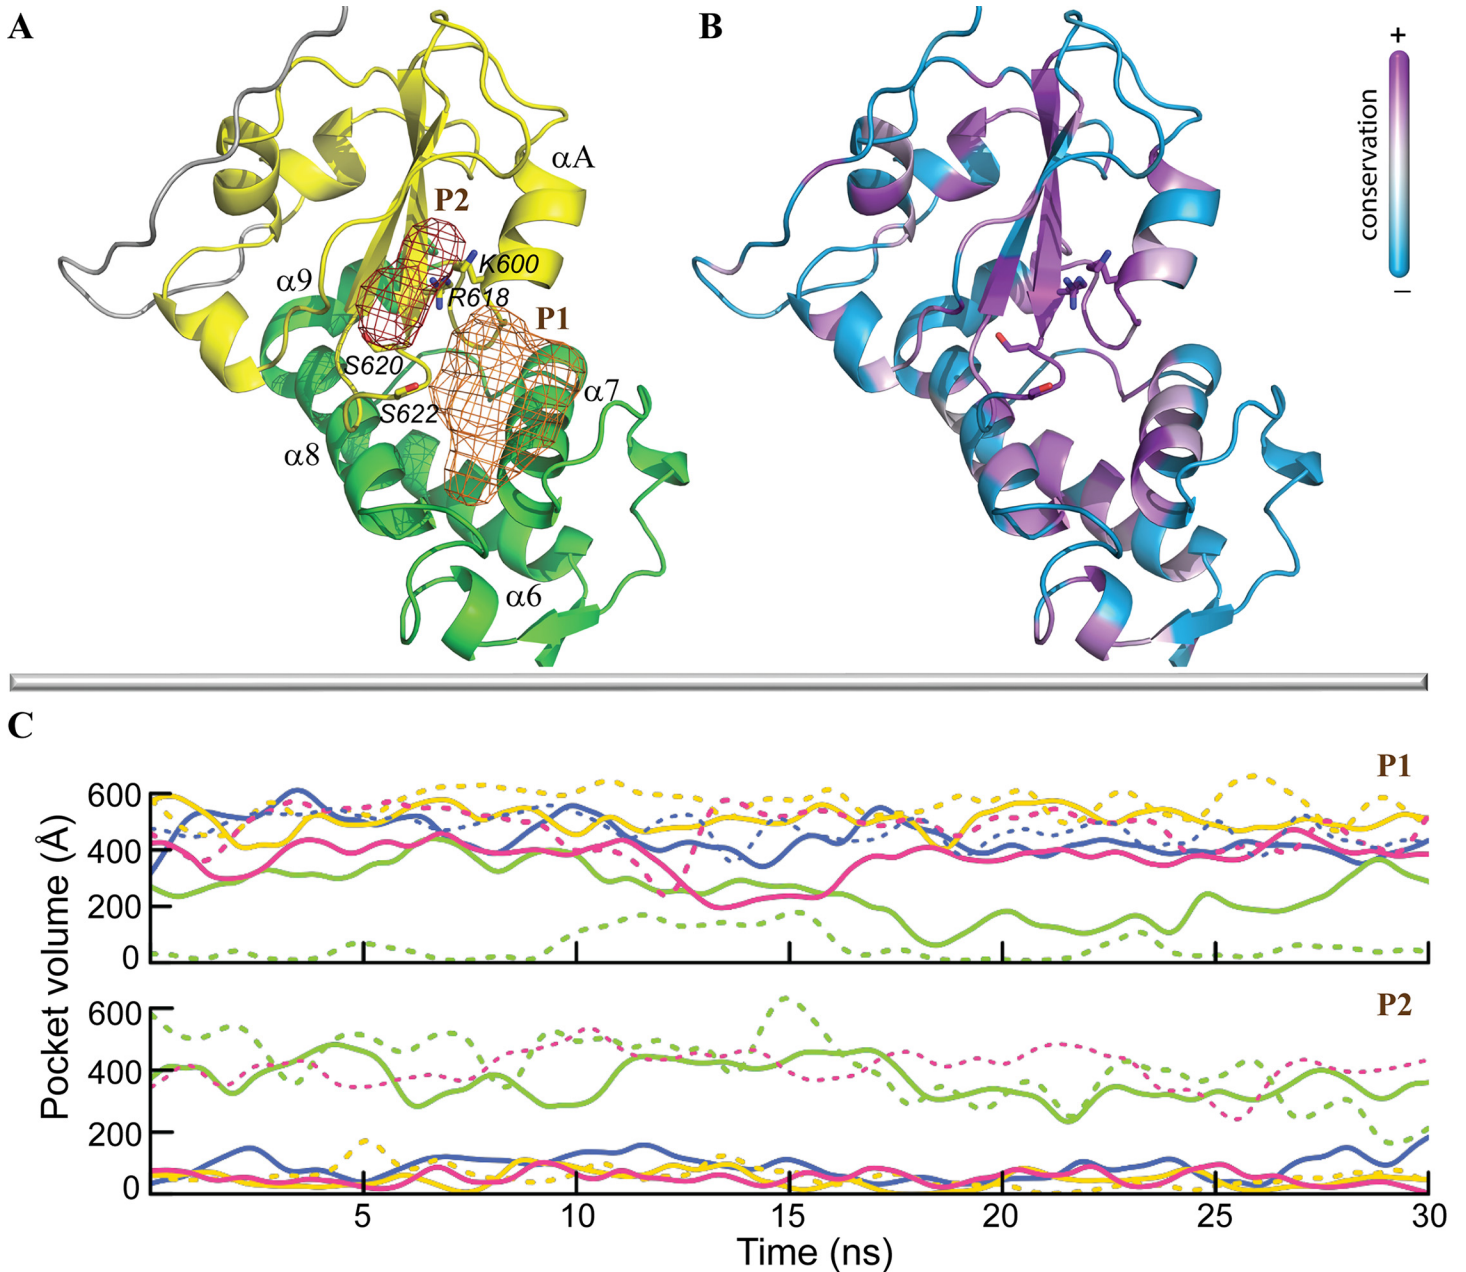 A
αA
P2
K600
α9
R618
P1
S620
α7
S622
α8
α6
B
+
conservation
–
C
P1
600
400
200
0
P2
600
400
200
0
Pocket volume (Å)
5 10 15 20 25 30
Time (ns)